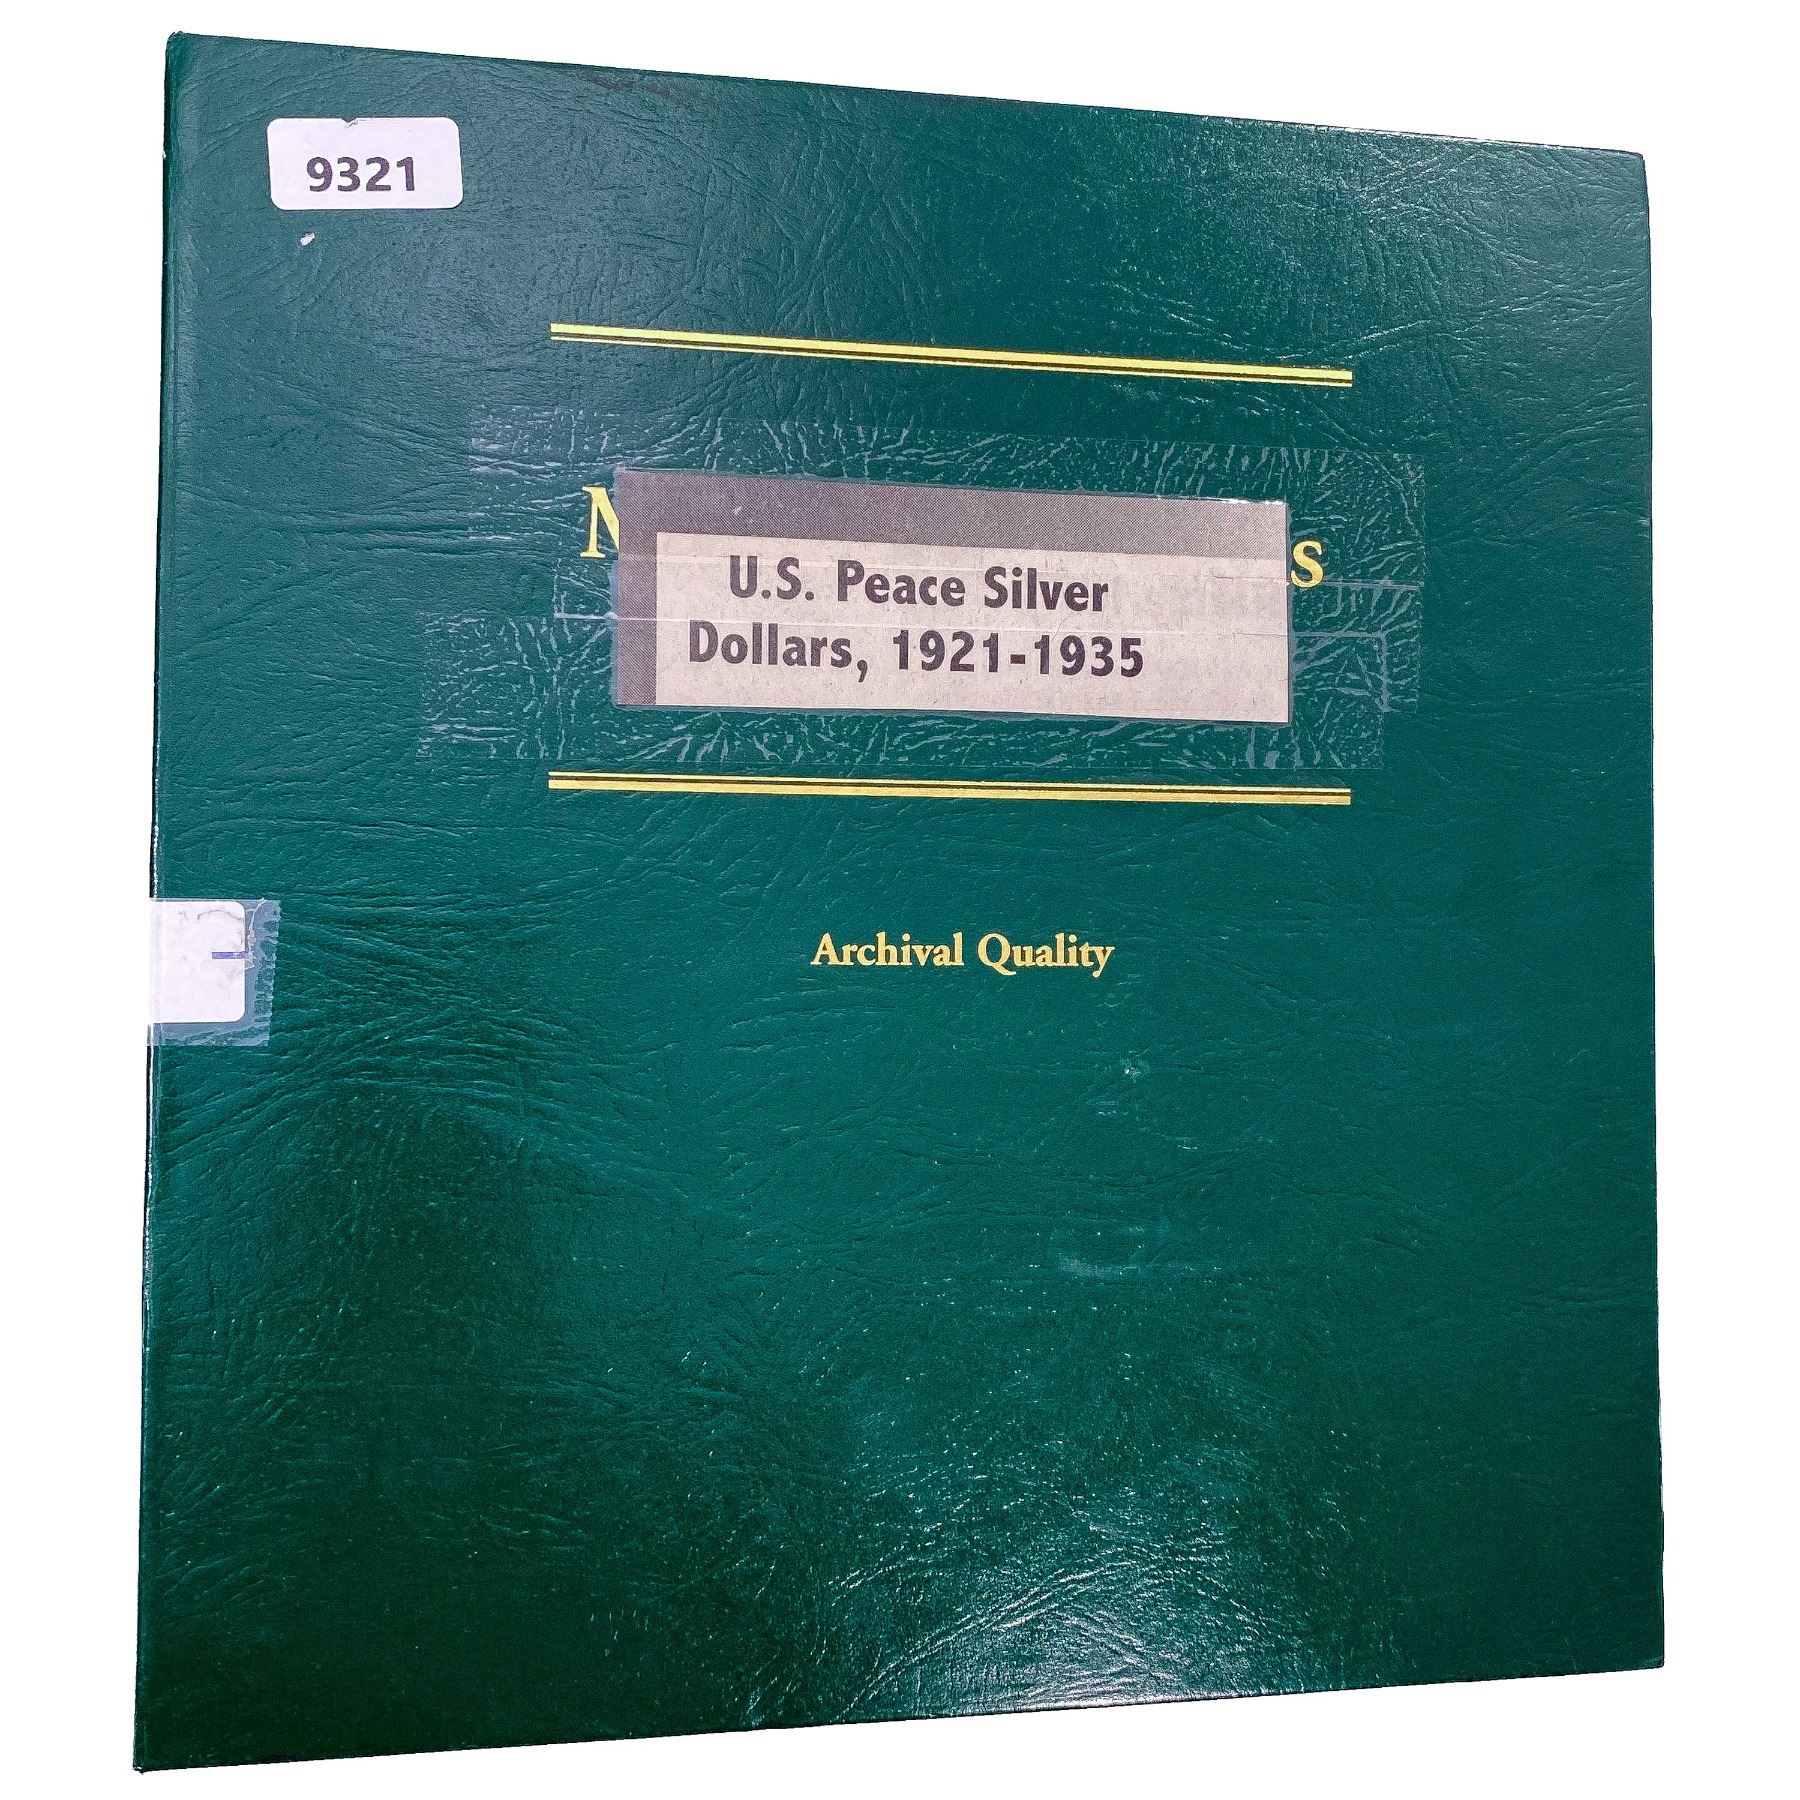 9321
U.S. Peace Silver
Dollars, 1921-1935
Archival Quality